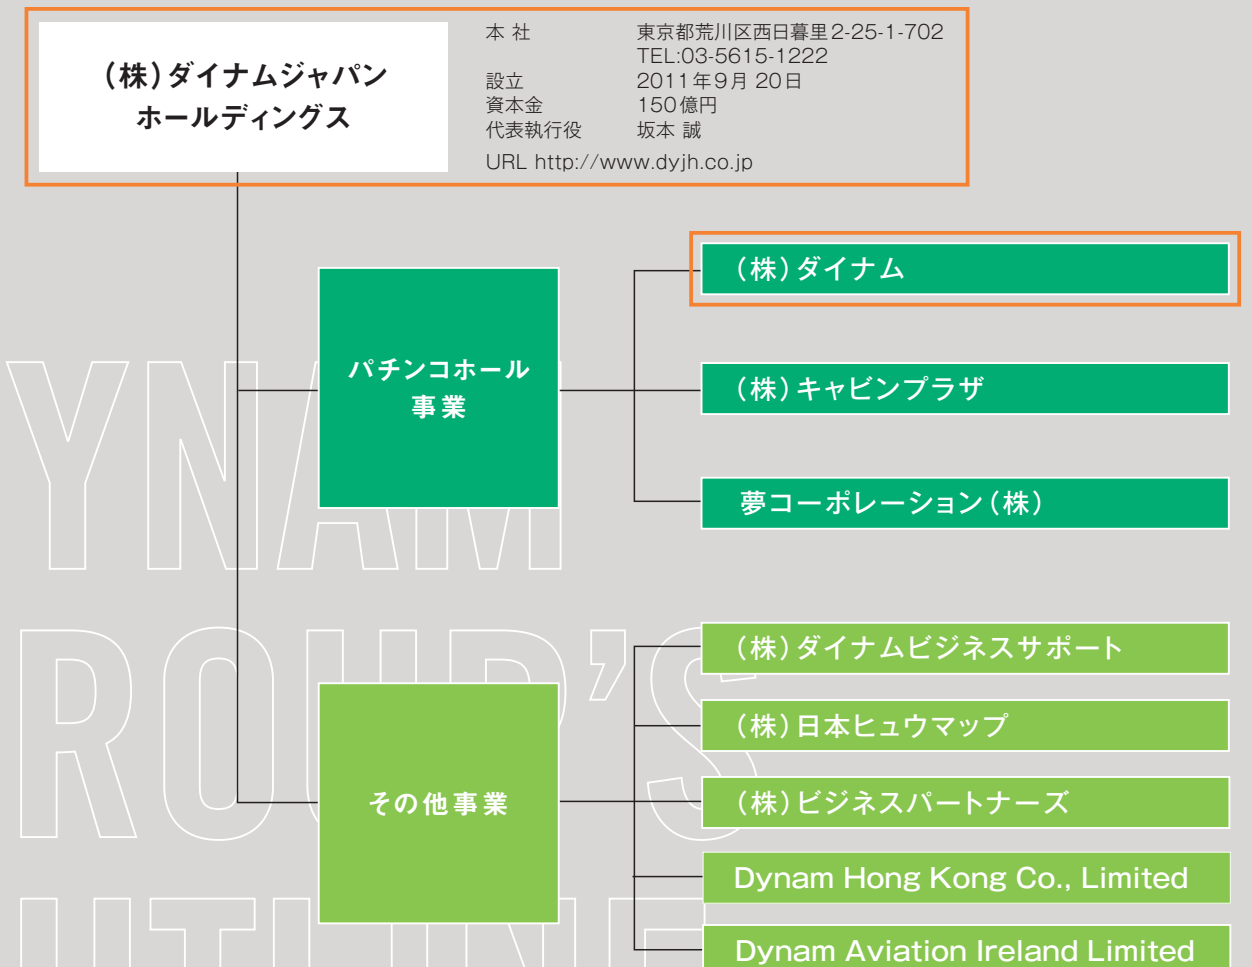 (株)ダイナムジャパン
ホールディングス
本 社 東京都荒川区西日暮里2-25-1-702
TEL:03-5615-1222
設立 2011年9月20日
資本金 150億円
代表執行役 坂本 誠
URL http://www.dyjh.co.jp
パチンコホール
事業
(株)ダイナム
(株)キャビンプラザ
夢コーポレーション(株)
その他事業
(株)ダイナムビジネスサポート
(株)日本ヒュウマップ
(株)ビジネスパートナーズ
Dynam Hong Kong Co., Limited
Dynam Aviation Ireland Limited
YNAM
ROUP'S
UTLINE